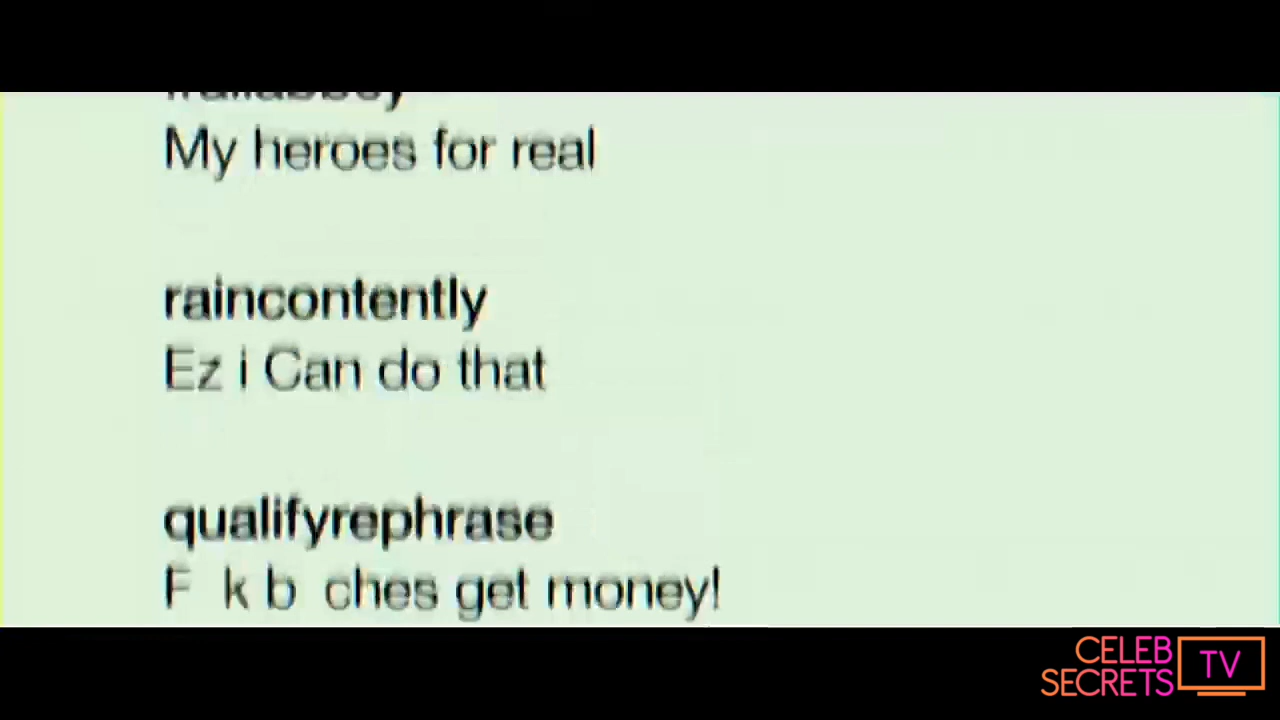 My heroes for real
raincontently
Ez i Can do that
qualifyrephrase
F k b ches get money!
CELEB
SECRETS
TV